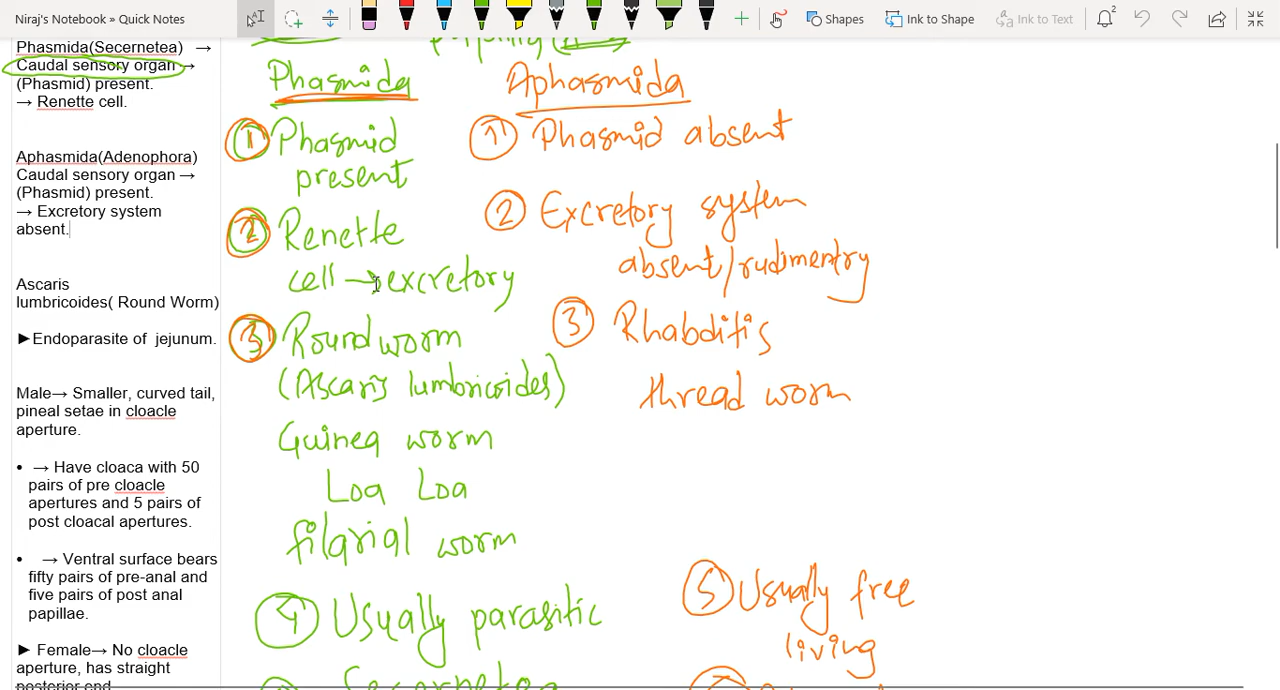 Niraj's Notebook » Quick Notes
Shapes
Ink to Shape
Ink to Text
2
Phasmida(Secernetea) →
Caudal sensory organ →
(Phasmid) present.
→ Renette cell.
Aphasmida(Adenophora)
Caudal sensory organ →
(Phasmid) present.
→ Excretory system
absent.
Ascaris
lumbricoides( Round Worm)
►Endoparasite of jejunum.
Male→ Smaller, curved tail,
pineal setae in cloacle
aperture.
• → Have cloaca with 50
pairs of pre cloacle
apertures and 5 pairs of
post cloacal apertures.
• → Ventral surface bears
fifty pairs of pre-anal and
five pairs of post anal
papillae.
► Female→ No cloacle
aperture, has straight
posterior end
Phasmida
① Phasmid
present
② Renette
cell → excretory
③ Roundworm
(Ascaris lumbricoides)
Guinea worm
Loa Loa
filarial worm
④ Usually parasitic
Secernetea
Aphasmida
① Phasmid absent
② Excretory system
absent/rudimentry
③ Rhabditis
thread worm
⑤ Usually free
living